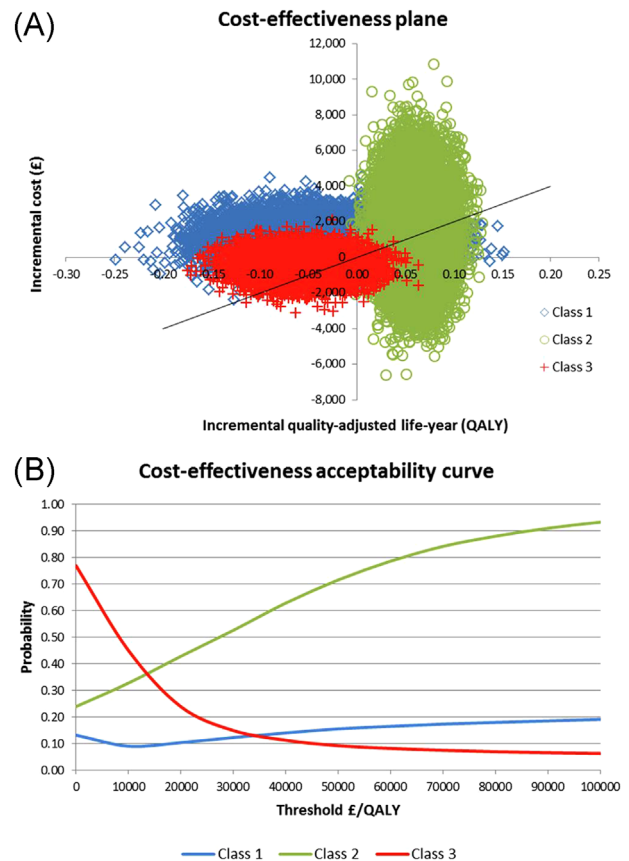 (A)
Cost-effectiveness plane
12,000
10,000
8,000
6,000
4,000
2,000
0
-2,000
-4,000
-6,000
-8,000
Incremental cost (£)
-0.30 -0.25 -0.20 -0.15 -0.10 -0.05 0.00 0.05 0.10 0.15 0.20 0.25
Class 1
Class 2
Class 3
Incremental quality-adjusted life-year (QALY)
(B)
Cost-effectiveness acceptability curve
1.00
0.90
0.80
0.70
0.60
0.50
0.40
0.30
0.20
0.10
0.00
Probability
0 10000 20000 30000 40000 50000 60000 70000 80000 90000 100000
Threshold £/QALY
Class 1 Class 2 Class 3